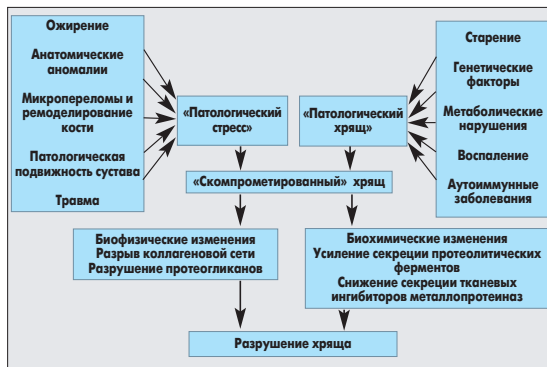 Ожирение
Анатомические
аномалии
Микропереломы и
ремоделирование
кости
Патологическая
подвижность сустава
Травма
«Патологический
стресс»
«Патологический
хрящ»
Старение
Генетические
факторы
Метаболические
нарушения
Воспаление
Аутоиммунные
заболевания
«Скомпрометированный» хрящ
Биофизические изменения
Разрыв коллагеновой сети
Разрушение протеогликанов
Биохимические изменения
Усиление секреции протеолитических
ферментов
Снижение секреции тканевых
ингибиторов металлопротеиназ
Разрушение хряща